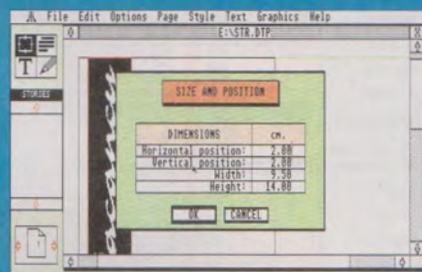 File Edit Options Page Style Text Graphics Help
E:\STR.DTP
T
STORIES
SIZE AND POSITION
DIMENSIONS CM.
Horizontal position: 2.00
Vertical position: 2.00
Width: 9.50
Height: 14.00
OK CANCEL
1